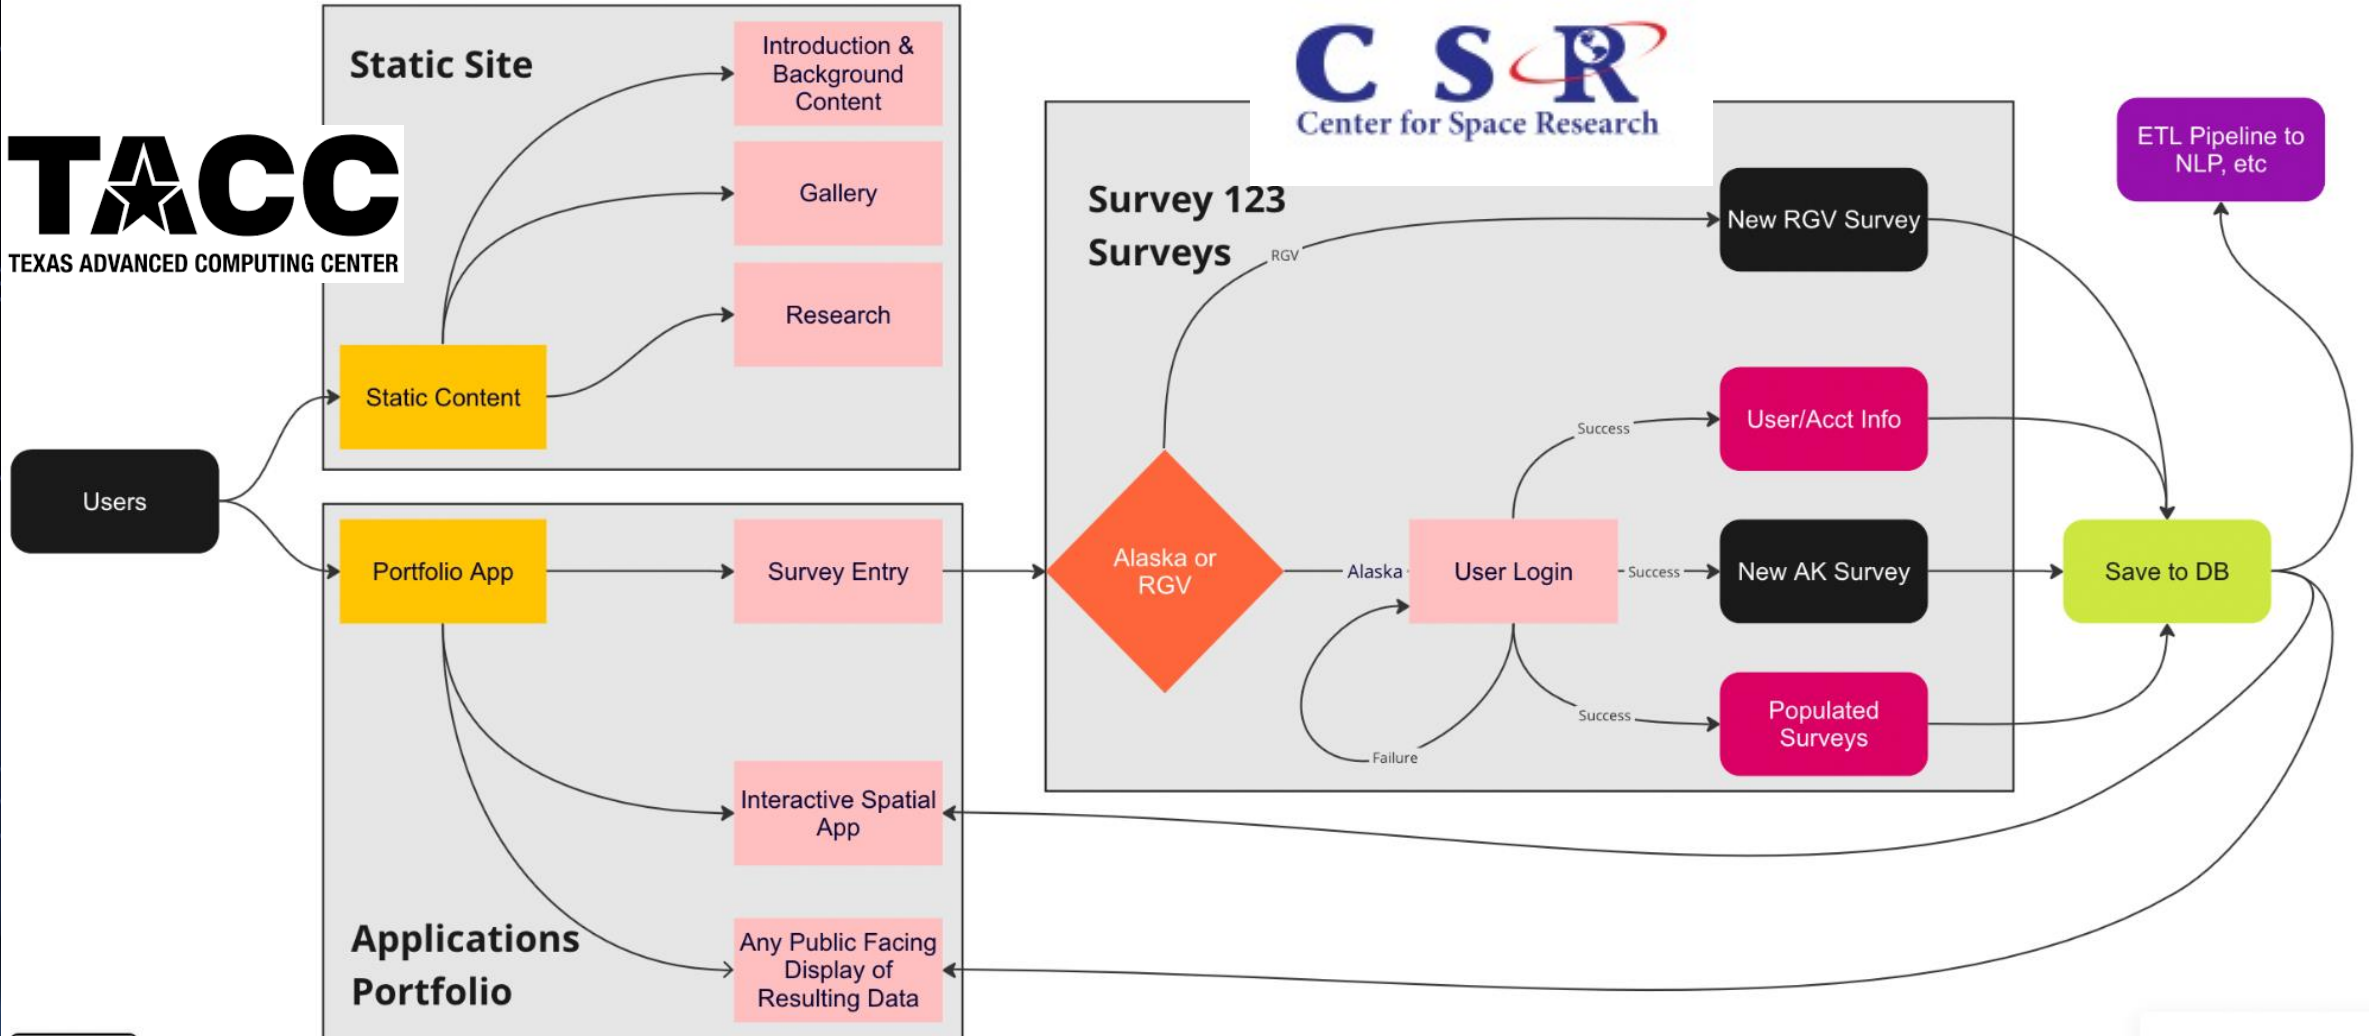 Static Site
TACC
TEXAS ADVANCED COMPUTING CENTER
Introduction &
Background
Content
Gallery
Research
Static Content
Users
Portfolio App
Survey Entry
Interactive Spatial
App
Any Public Facing
Display of
Resulting Data
Applications
Portfolio
CSR
Center for Space Research
Survey 123
Surveys
RGV
New RGV Survey
Alaska or
RGV
Alaska
User Login
Success
User/Acct Info
Success
New AK Survey
Success
Populated
Surveys
Failure
Save to DB
ETL Pipeline to
NLP, etc